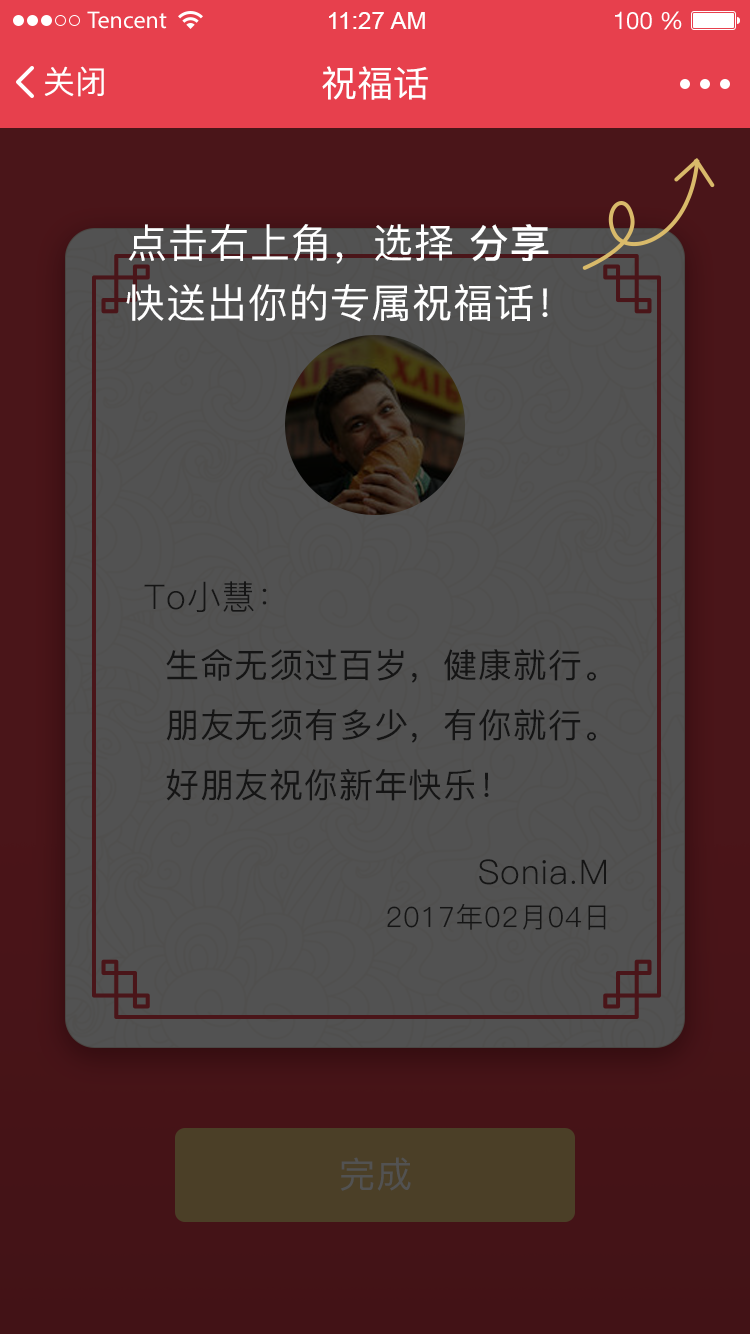 Tencent 11:27 AM 100 %
关闭 祝福话
点击右上角，选择 分享
快送出你的专属祝福话！
XAIB
To小慧：
生命无须过百岁，健康就行。
朋友无须有多少，有你就行。
好朋友祝你新年快乐！
Sonia.M
2017年02月04日
完成